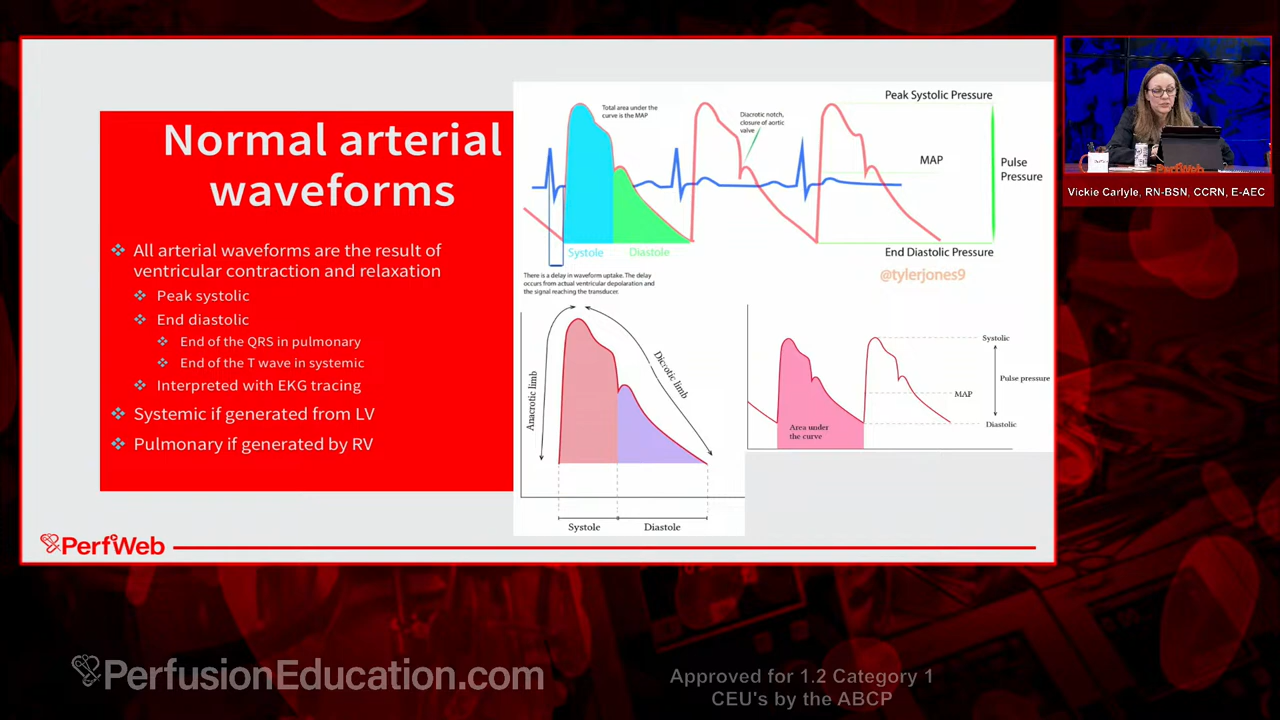 Normal arterial
waveforms
All arterial waveforms are the result of
ventricular contraction and relaxation
Peak systolic
End diastolic
End of the QRS in pulmonary
End of the T wave in systemic
Interpreted with EKG tracing
Systemic if generated from LV
Pulmonary if generated by RV
Total area under the
curve is the MAP
Diacrotic notch,
closure of aortic
valve
Peak Systolic Pressure
MAP
Pulse
Pressure
Systole
Diastole
End Diastolic Pressure
@tylerjones9
There is a delay in waveform uptake. The delay
occurs from actual ventricular depolaration and
the signal reaching the transducer.
Anacrotic limb
Dicrotic limb
Systole
Diastole
Area under
the curve
Systolic
Pulse pressure
MAP
Diastolic
PerfWeb
PerfWeb
Vickie Carlyle, RN-BSN, CCRN, E-AEC
PerfusionEducation.com
Approved for 1.2 Category 1
CEU's by the ABCP